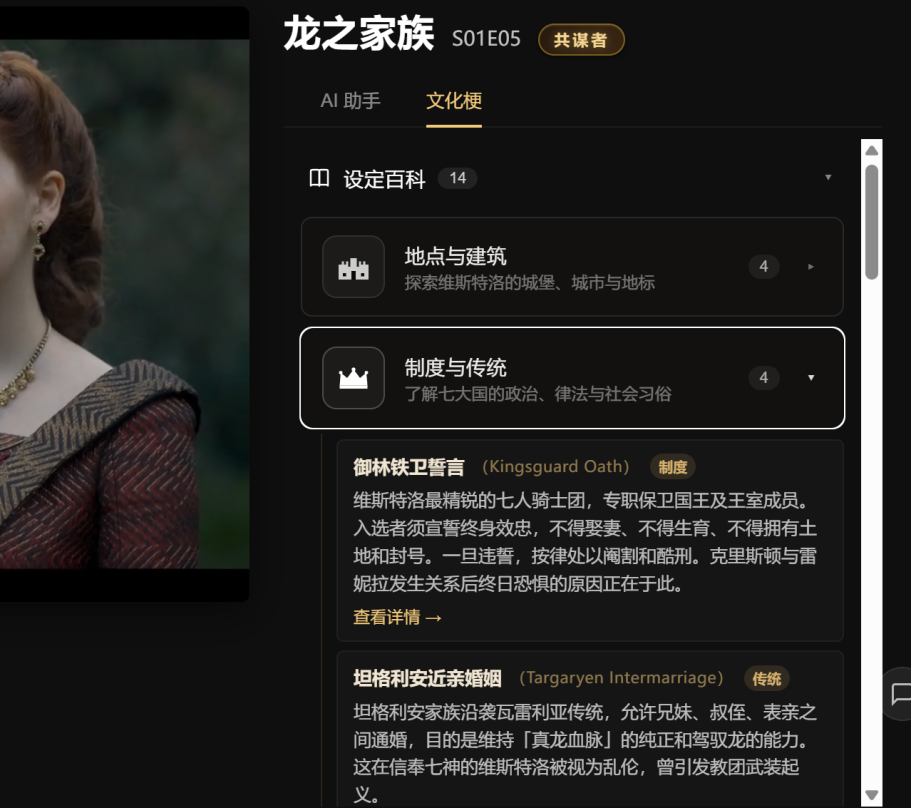 龙之家族 S01E05 共谋者
AI 助手 文化梗
设定百科 14
地点与建筑
探索维斯特洛的城堡、城市与地标
4
制度与传统
了解七大国的政治、律法与社会习俗
4
御林铁卫誓言 (Kingsguard Oath) 制度
维斯特洛最精锐的七人骑士团，专职保卫国王及王室成员。
入选者须宣誓终身效忠，不得娶妻、不得生育、不得拥有土
地和封号。一旦违誓，按律处以阉割和酷刑。克里斯顿与雷
妮拉发生关系后终日恐惧的原因正在于此。
查看详情 →
坦格利安近亲婚姻 (Targaryen Intermarriage) 传统
坦格利安家族沿袭瓦雷利亚传统，允许兄妹、叔侄、表亲之
间通婚，目的是维持「真龙血脉」的纯正和驾驭龙的能力。
这在信奉七神的维斯特洛被视为乱伦，曾引发教团武装起
义。